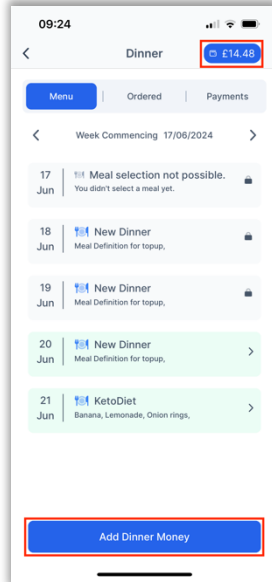 09:24
Dinner
£14.48
Menu
Ordered
Payments
Week Commencing 17/06/2024
17 Jun
Meal selection not possible.
You didn't select a meal yet.
18 Jun
New Dinner
Meal Definition for topup,
19 Jun
New Dinner
Meal Definition for topup,
20 Jun
New Dinner
Meal Definition for topup,
21 Jun
KetoDiet
Banana, Lemonade, Onion rings,
Add Dinner Money